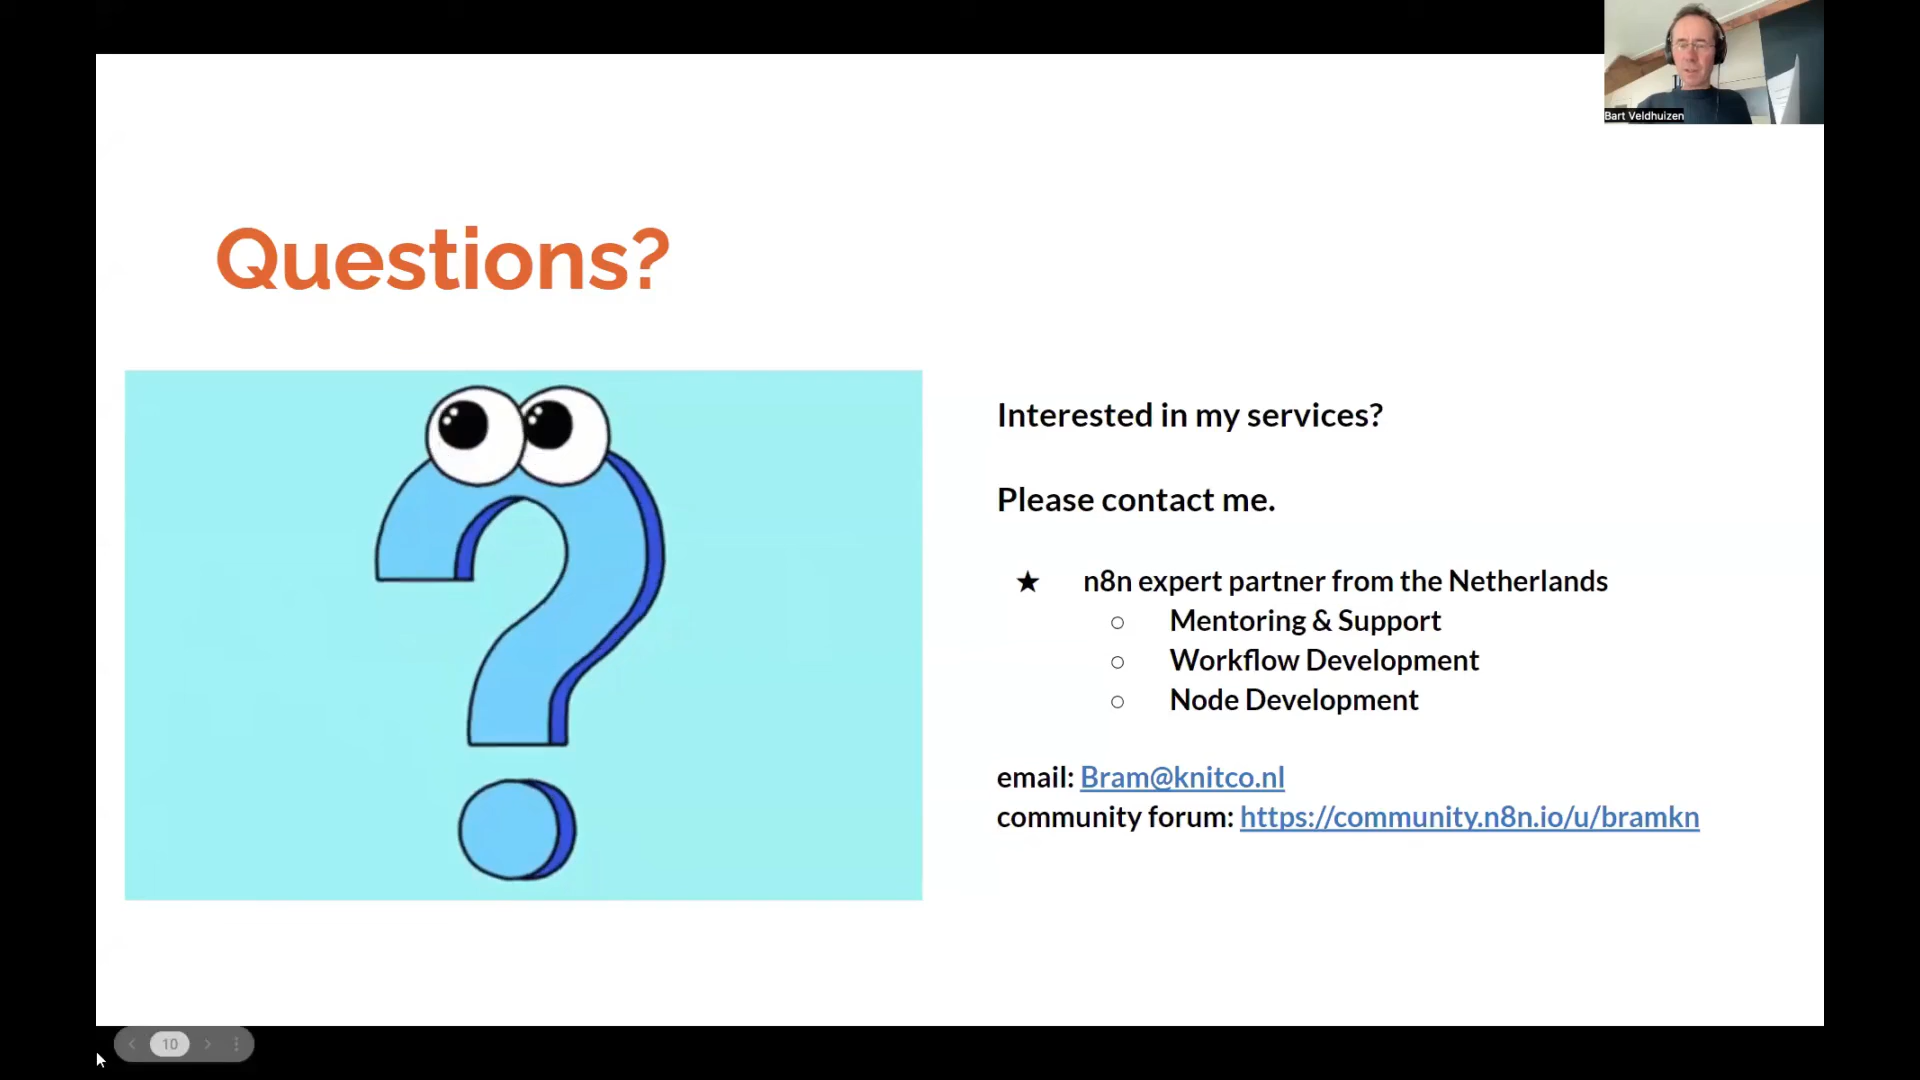 Bart Veldhuizen
Questions?
Interested in my services?
Please contact me.
★ n8n expert partner from the Netherlands
○ Mentoring & Support
○ Workflow Development
○ Node Development
email: Bram@knitco.nl
community forum: https://community.n8n.io/u/bramkn
10